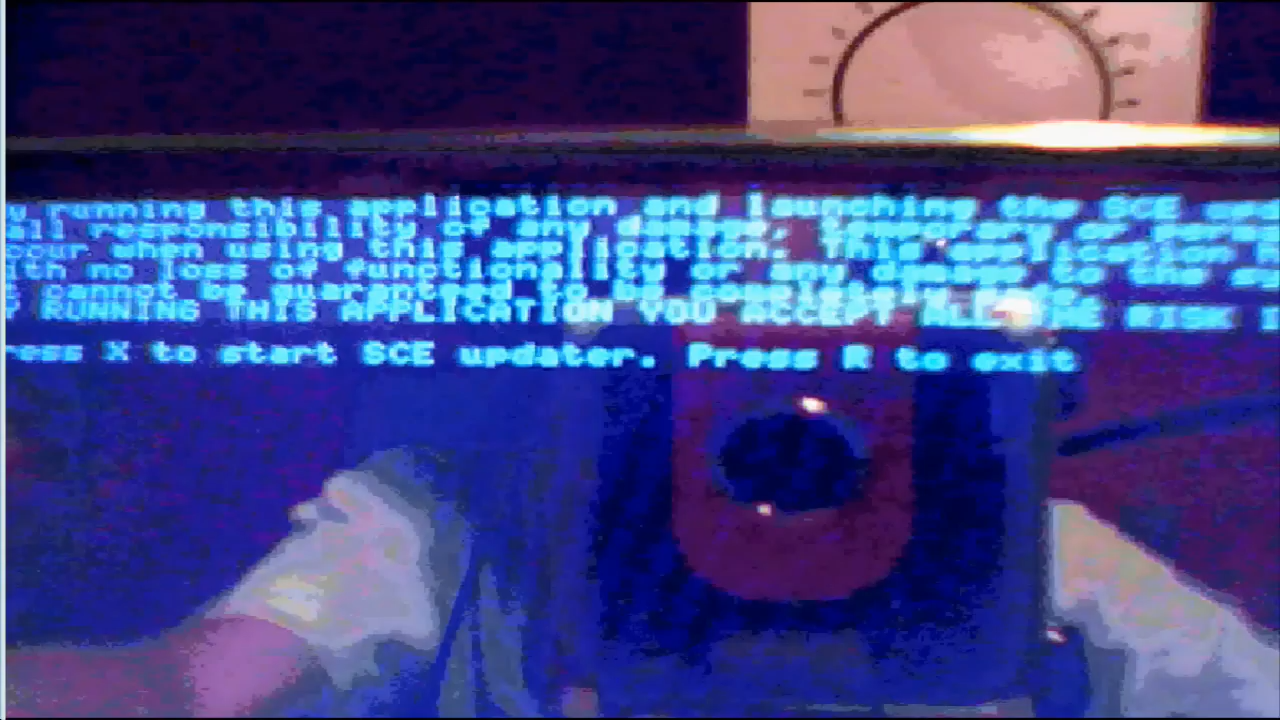 y running this application and launching the SCE
all responsibility of any damage, temporary or
occur when using this application. This application
ith no loss of functionality or any damage to the
cannot be guaranteed to be completely
RUNNING THIS APPLICATION YOU ACCEPT ALL THE RISK
ress X to start SCE updater. Press R to exit